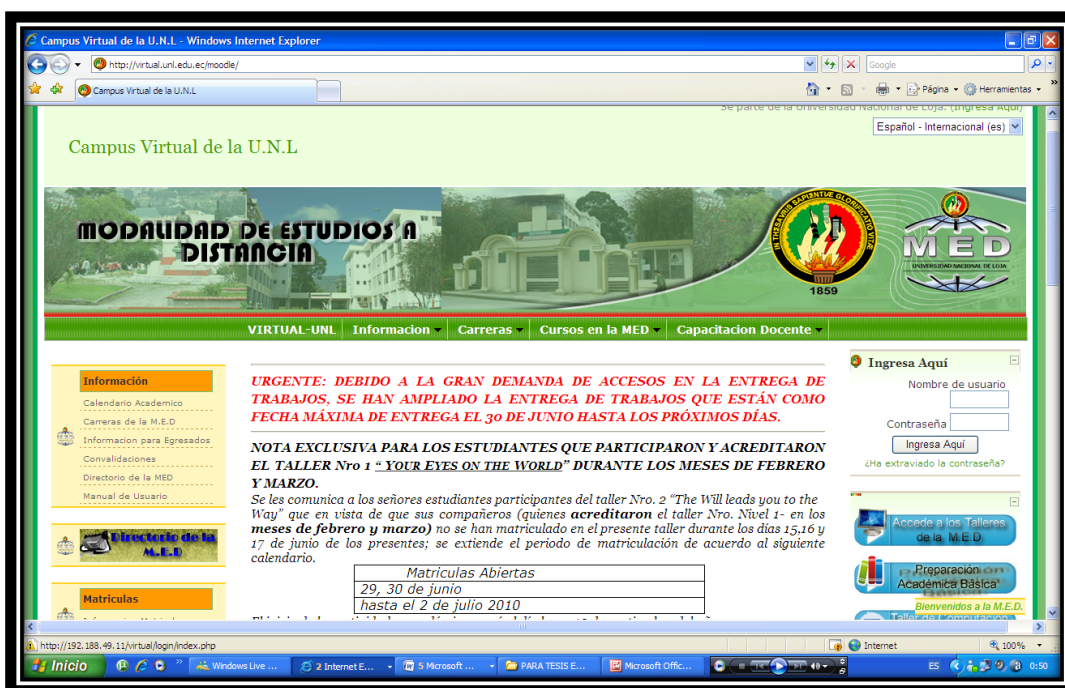 Campus Virtual de la U.N.L - Windows Internet Explorer
http://virtual.unl.edu.ec/moodle/
Google
Campus Virtual de la U.N.L
Página
Herramientas
Se parte de la Universidad Nacional de Loja. (Ingresa Aquí)
Español - Internacional (es)
Campus Virtual de la U.N.L
MODALIDAD DE ESTUDIOS A
DISTANCIA
IN THESAURIS SAPIENTIAE GLORIFICATIO VITAE
1859
MED
UNIVERSIDAD NACIONAL DE LOJA
VIRTUAL-UNL Informacion Carreras Cursos en la MED Capacitacion Docente
Información
Calendario Academico
Carreras de la M.E.D
Informacion para Egresados
Convalidaciones
Directorio de la MED
Manual de Usuario
Directorio de la
M.E.D
Matriculas
URGENTE: DEBIDO A LA GRAN DEMANDA DE ACCESOS EN LA ENTREGA DE
TRABAJOS, SE HAN AMPLIADO LA ENTREGA DE TRABAJOS QUE ESTÁN COMO
FECHA MÁXIMA DE ENTREGA EL 30 DE JUNIO HASTA LOS PRÓXIMOS DÍAS.
NOTA EXCLUSIVA PARA LOS ESTUDIANTES QUE PARTICIPARON Y ACREDITARON
EL TALLER Nro 1 “ YOUR EYES ON THE WORLD” DURANTE LOS MESES DE FEBRERO
Y MARZO.
Se les comunica a los señores estudiantes participantes del taller Nro. 2 “The Will leads you to the
Way” que en vista de que sus compañeros (quienes acreditaron el taller Nro. Nivel 1- en los
meses de febrero y marzo) no se han matriculado en el presente taller durante los días 15,16 y
17 de junio de los presentes; se extiende el periodo de matriculación de acuerdo al siguiente
calendario.
Matriculas Abiertas
29, 30 de junio
hasta el 2 de julio 2010
Ingresa Aquí
Nombre de usuario
Contraseña
Ingresa Aquí
¿Ha extraviado la contraseña?
Accede a los Talleres
de la M.E.D
Preparación
Académica Básica
Bienvenidos a la M.E.D.
Taller de Computación
http://192.188.49.11/virtual/login/index.php
Internet
100%
Inicio
Windows Live ...
2 Internet E...
5 Microsoft ...
PARA TESIS E...
Microsoft Offic...
ES
0:50